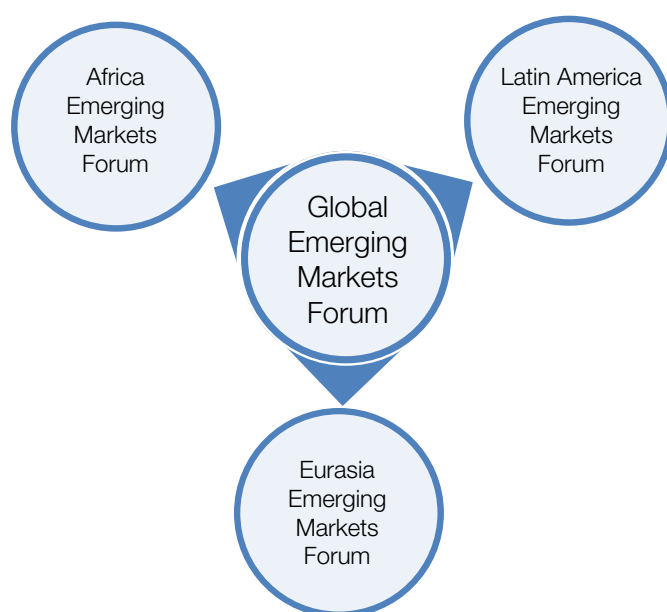 Africa
Emerging
Markets
Forum
Latin America
Emerging
Markets
Forum
Global
Emerging
Markets
Forum
Eurasia
Emerging
Markets
Forum